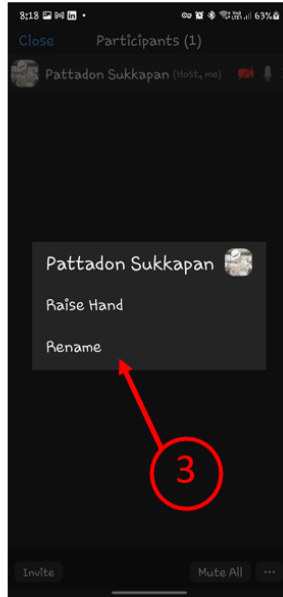 8:18 63%
Close Participants (1)
Pattadon Sukkapan (Host, me)
Pattadon Sukkapan
Raise Hand
Rename
3
Invite Mute All ...